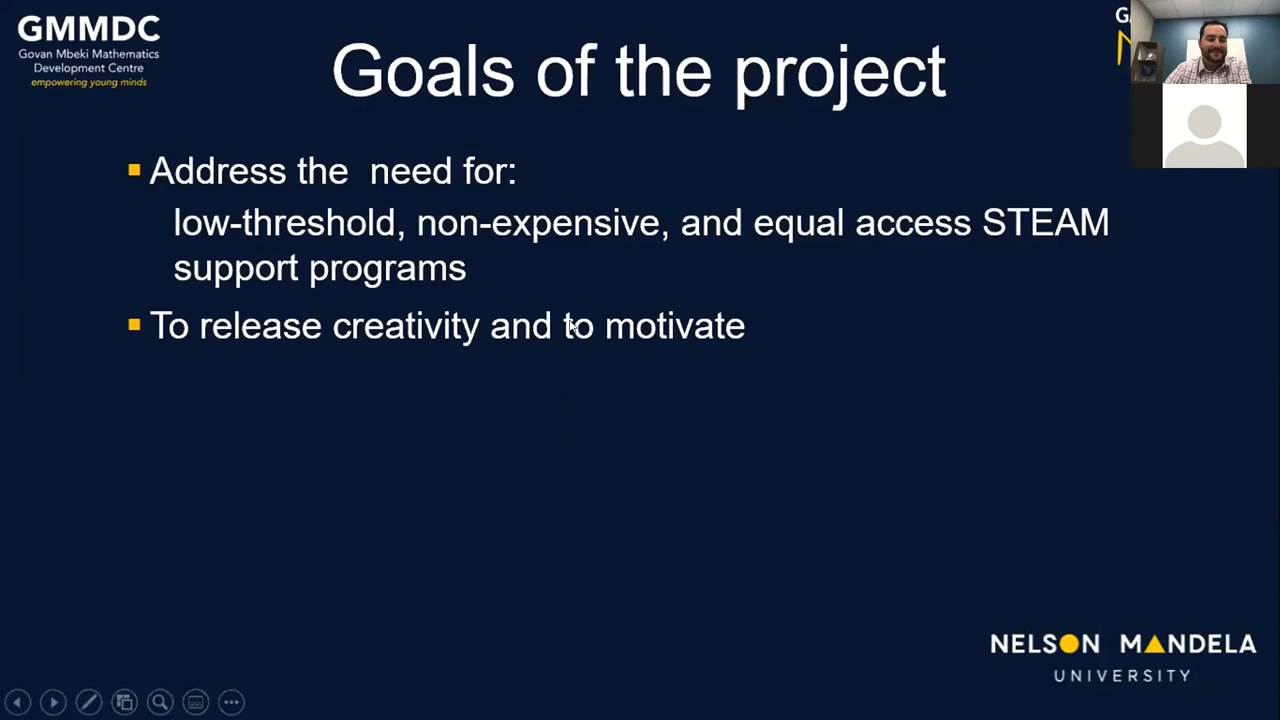 GMMDC
Govan Mbeki Mathematics
Development Centre
empowering young minds
Goals of the project
Address the need for:
low-threshold, non-expensive, and equal access STEAM
support programs
To release creativity and to motivate
NELSON MANDELA
UNIVERSITY